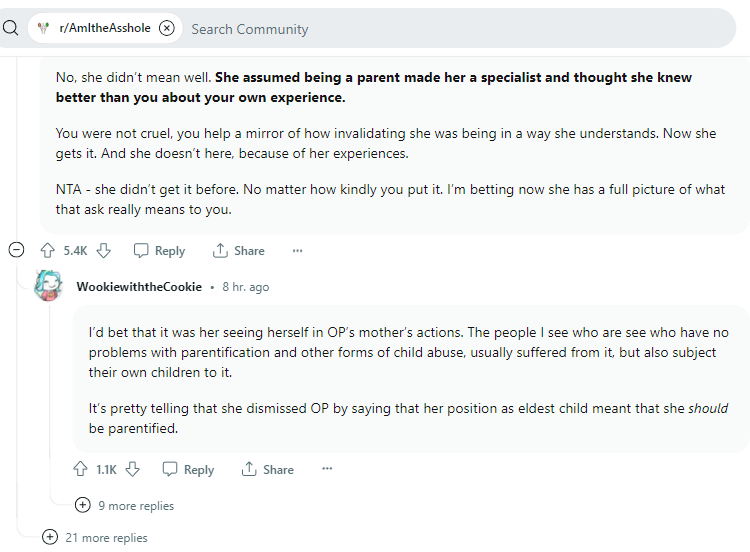 r/AmItheAsshole Search Community
No, she didn't mean well. She assumed being a parent made her a specialist and thought she knew
better than you about your own experience.
You were not cruel, you help a mirror of how invalidating she was being in a way she understands. Now she
gets it. And she doesn't here, because of her experiences.
NTA - she didn't get it before. No matter how kindly you put it. I'm betting now she has a full picture of what
that ask really means to you.
5.4K Reply Share ...
WookiewiththeCookie • 8 hr. ago
I'd bet that it was her seeing herself in OP's mother's actions. The people I see who are see who have no
problems with parentification and other forms of child abuse, usually suffered from it, but also subject
their own children to it.
It's pretty telling that she dismissed OP by saying that her position as eldest child meant that she should
be parentified.
1.1K Reply Share ...
9 more replies
21 more replies